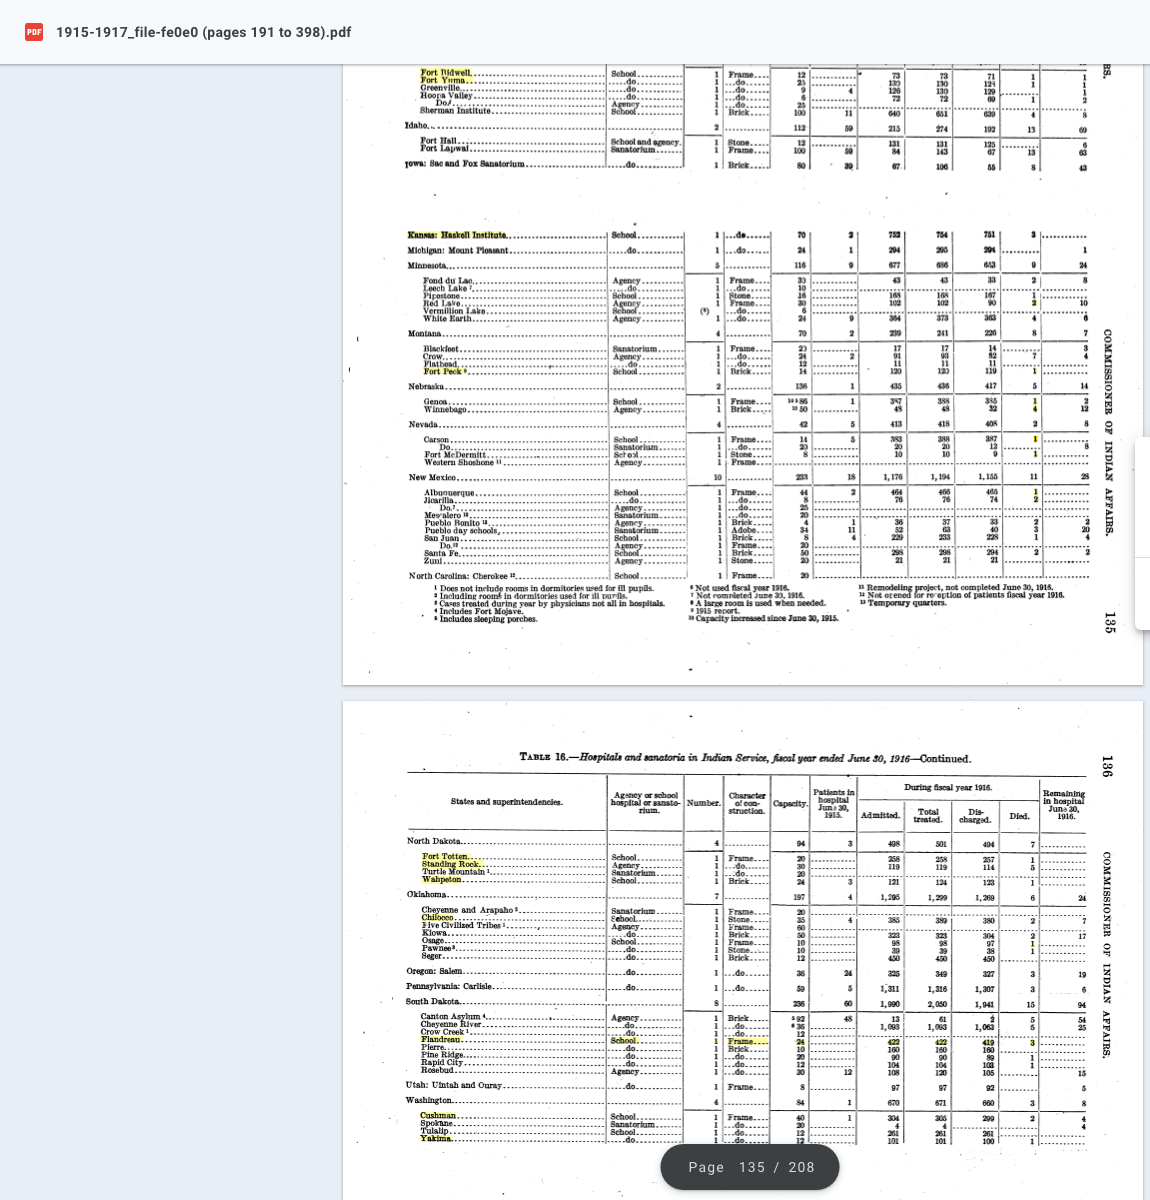 1915-1917_file-fe0e0 (pages 191 to 398).pdf
Fort Bidwell School 1 Frame 12 73 73 71 1 1
Fort Yuma do 1 do 25 130 130 124 1 1
Greenville do 1 do 9 4 126 130 129 1
Hoopa Valley do 1 do 6 72 72 69 1 2
Do Agency 1 do 25
Sherman Institute School 1 Brick 100 11 640 651 639 4 8
Idaho 2 112 59 215 274 192 13 69
Fort Hall School and agency 1 Stone 12 131 131 125 6
Fort Lapwai Sanatorium 1 Frame 100 59 84 143 67 13 63
Iowa: Sac and Fox Sanatorium do 1 Brick 80 39 67 106 55 8 43
Kansas: Haskell Institute School 1 do 70 2 752 754 751 3
Michigan: Mount Pleasant do 1 do 24 1 294 295 294 1
Minnesota 5 116 9 677 686 653 9 24
Fond du Lac Agency 1 Frame 30 43 43 33 2 8
Leech Lake 7 do 1 do 10
Pipestone School 1 Stone 16 168 168 167 1
Red Lake Agency 1 Frame 30 102 102 90 2 10
Vermillion Lake School (8) do 6
White Earth Agency 1 do 24 9 364 373 363 4 6
Montana 4 70 2 239 241 226 8 7
Blackfeet Sanatorium 1 Frame 20 17 17 14 3
Crow Agency 1 do 24 2 91 93 82 7 4
Flathead do 1 do 12 11 11 11
Fort Peck 9 School 1 Brick 14 120 120 119 1
Nebraska 2 136 1 435 436 417 5 14
Genoa School 1 Frame 10 5 86 1 387 388 385 1 2
Winnebago Agency 1 Brick 10 50 48 48 32 4 12
Nevada 4 42 5 413 418 408 2 8
Carson School 1 Frame 14 5 383 388 387 1
Do Sanatorium 1 do 20 20 20 12 8
Fort McDermitt School 1 Stone 8 10 10 9 1
Western Shoshone 11 Agency 1 Frame
New Mexico 10 233 18 1,176 1,194 1,155 11 28
Albuquerque School 1 Frame 44 2 464 466 465 1
Jicarilla do 1 do 8 76 76 74 2
Do.7 Agency 1 do 25
Mescalero 12 Sanatorium 1 do 20
Pueblo Bonito 13 Agency 1 Brick 4 1 36 37 33 2 2
Pueblo day schools Sanatorium 1 Adobe 34 11 52 63 40 3 20
San Juan School 1 Brick 8 4 229 233 228 1 4
Do.12 Agency 1 Frame 20
Santa Fe School 1 Brick 50 298 298 294 2 2
Zuni Agency 1 Stone 20 21 21 21
North Carolina: Cherokee 12 School 1 Frame 20
1 Does not include rooms in dormitories used for ill pupils.
2 Including rooms in dormitories used for ill pupils.
3 Cases treated during year by physicians not all in hospitals.
4 Includes Fort Mojave.
5 Includes sleeping porches.
6 Not used fiscal year 1916.
7 Not completed June 30, 1916.
8 A large room is used when needed.
9 1915 report.
10 Capacity increased since June 30, 1915.
11 Remodeling project, not completed June 30, 1916.
12 Not opened for reception of patients fiscal year 1916.
13 Temporary quarters.
RS.
COMMISSIONER OF INDIAN AFFAIRS.
135
TABLE 16.—Hospitals and sanatoria in Indian Service, fiscal year ended June 30, 1916—Continued.
States and superintendencies.
Agency or school hospital or sanatorium.
Number.
Character of construction.
Capacity.
Patients in hospital June 30, 1915.
During fiscal year 1916.
Admitted.
Total treated.
Discharged.
Died.
Remaining in hospital June 30, 1916.
North Dakota 4 94 3 498 501 494 7
Fort Totten School 1 Frame 20 258 258 257 1
Standing Rock Agency 1 do 30 119 119 114 5
Turtle Mountain 1 Sanatorium 1 do 20
Wahpeton School 1 Brick 24 3 121 124 123 1
Oklahoma 7 197 4 1,295 1,299 1,269 6 24
Cheyenne and Arapaho 2 Sanatorium 1 Frame 20
Chilocco School 1 Stone 35 4 385 389 380 2 7
Five Civilized Tribes 1 Agency 1 Frame 60
Kiowa do 1 Brick 50 323 323 304 2 17
Osage School 1 Frame 10 98 98 97 1
Pawnee 3 do 1 Stone 10 39 39 38 1
Seger do 1 Brick 12 450 450 450
Oregon: Salem do 1 do 36 24 325 349 327 3 19
Pennsylvania: Carlisle do 1 do 59 5 1,311 1,316 1,307 3 6
South Dakota 8 236 60 1,990 2,050 1,941 15 94
Canton Asylum 4 Agency 1 Brick 5 92 48 13 61 2 5 54
Cheyenne River do 1 do 6 36 1,093 1,093 1,063 5 25
Crow Creek 1 do 1 do 12
Flandreau School 1 Frame 24 422 422 419 3
Pierre do 1 Brick 10 160 160 160
Pine Ridge do 1 do 20 90 90 89 1
Rapid City do 1 do 12 104 104 103 1
Rosebud Agency 1 do 30 12 108 120 105 15
Utah: Uintah and Ouray do 1 Frame 8 97 97 92 5
Washington 4 84 1 670 671 660 3 8
Cushman School 1 Frame 40 1 304 305 299 2 4
Spokane Sanatorium 1 do 20 4 4 4
Tulalip School 1 do 12 261 261 261
Yakima do 1 do 12 101 101 100 1
136
COMMISSIONER OF INDIAN AFFAIRS.
Page 135 / 208